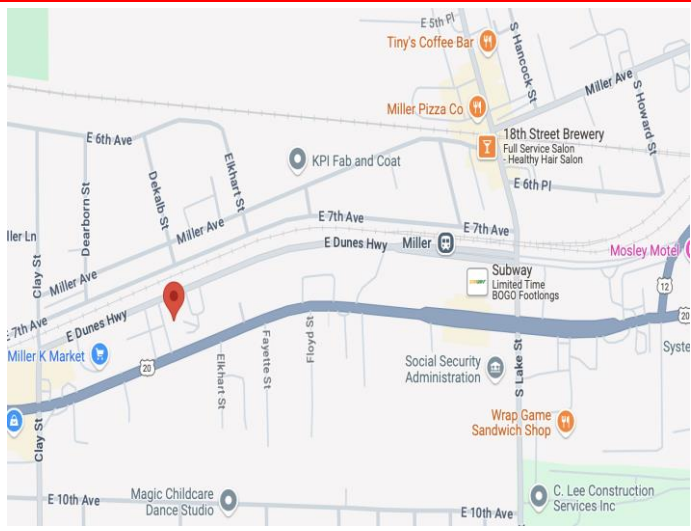 E 5th Pl
Tiny's Coffee Bar
S Hancock St
Miller Ave
S Howard St
Miller Pizza Co
18th Street Brewery
Full Service Salon
- Healthy Hair Salon
E 6th Ave
KPI Fab and Coat
E 6th Pl
Dearborn St
Dekalb St
Elkhart St
Miller Ave
E 7th Ave
E 7th Ave
ller Ln
E Dunes Hwy
Miller
Mosley Motel
Clay St
Miller Ave
Subway
Limited Time
BOGO Footlongs
12
E 7th Ave
E Dunes Hwy
20
Miller K Market
20
Syste
Elkhart St
Fayette St
Floyd St
Social Security
Administration
S Lake St
Wrap Game
Sandwich Shop
Clay St
E 10th Ave
Magic Childcare
Dance Studio
E 10th Ave
C. Lee Construction
Services Inc